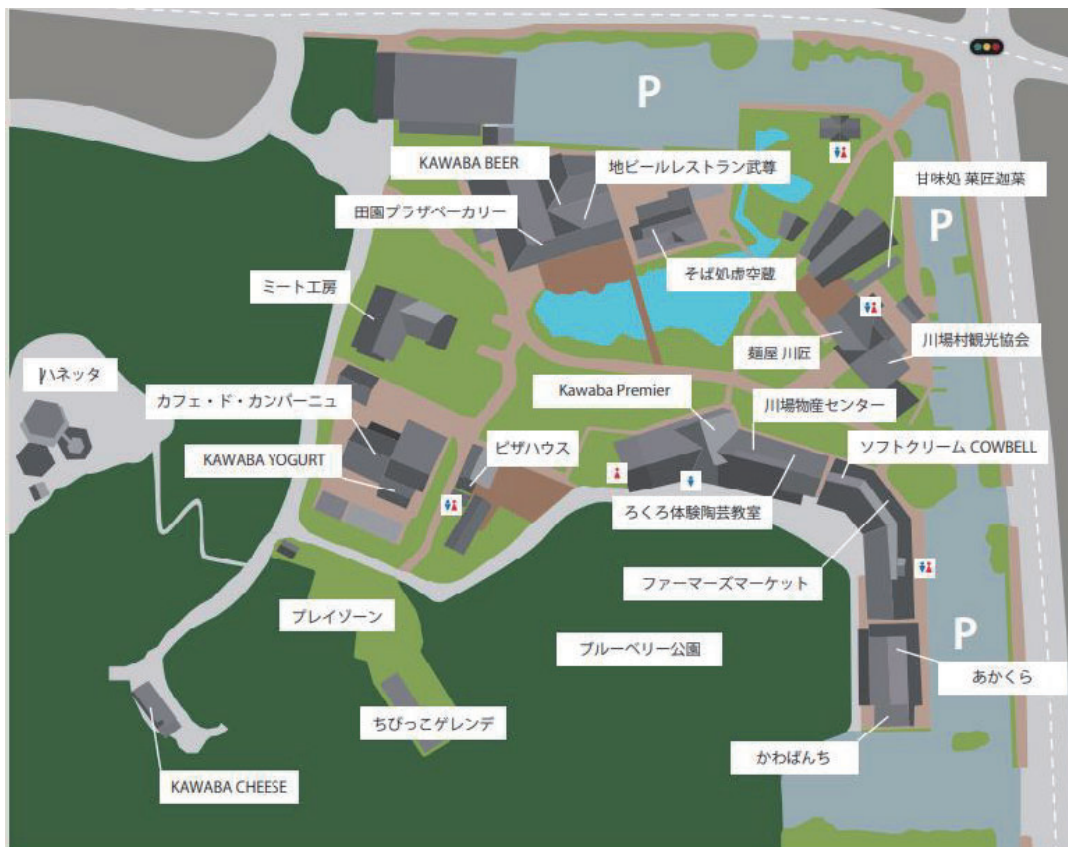 P
KAWABA BEER
地ビールレストラン武尊
甘味処 菓匠迦葉
田園プラザベーカリー
P
そば処虚空蔵
ミート工房
麺屋 川匠
川場村観光協会
ハネッタ
Kawaba Premier
カフェ・ド・カンパーニュ
川場物産センター
ピザハウス
ソフトクリーム COWBELL
KAWABA YOGURT
ろくろ体験陶芸教室
ファーマーズマーケット
プレイゾーン
P
ブルーベリー公園
あかくら
ちびっこゲレンデ
かわばんち
KAWABA CHEESE